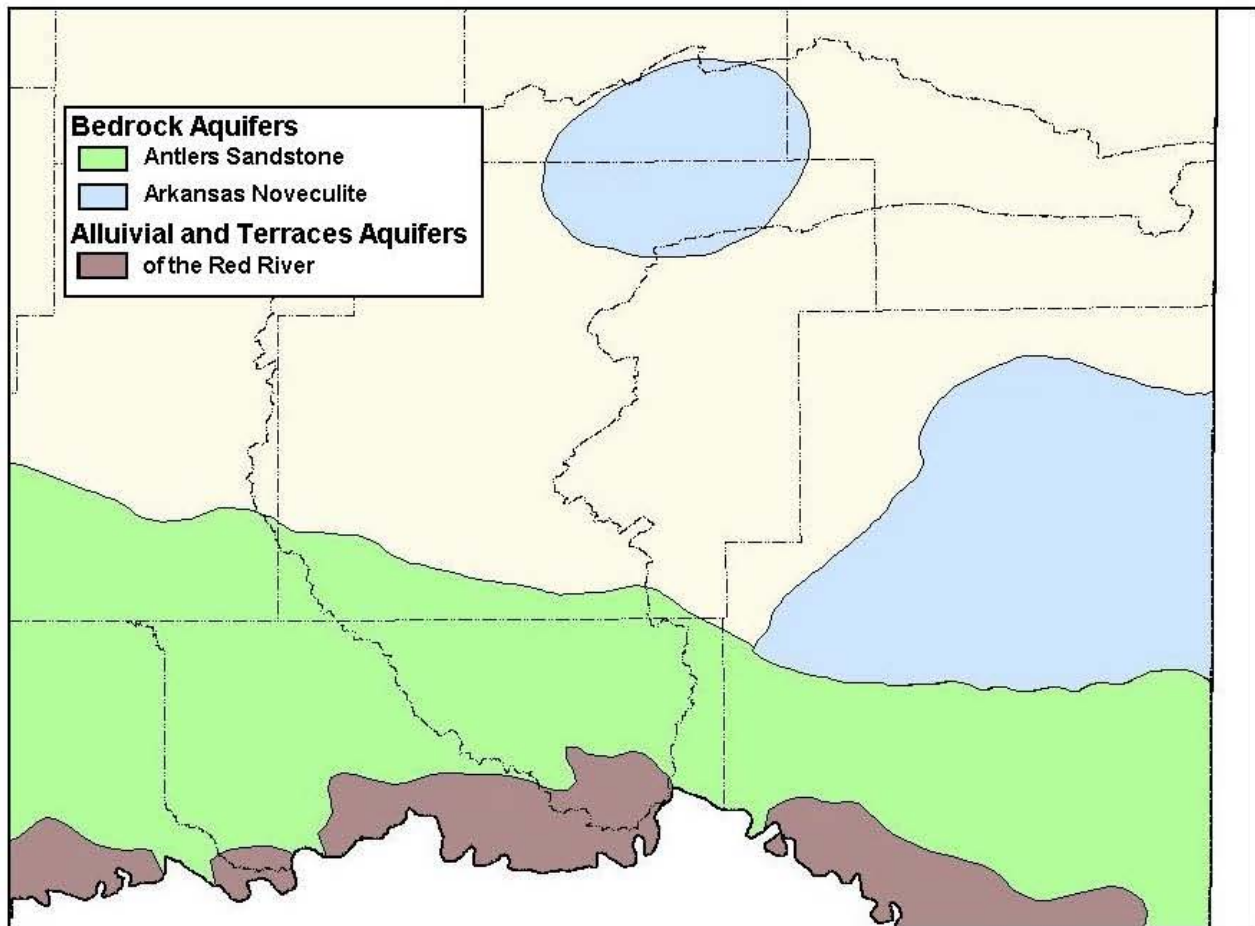 Bedrock Aquifers
Antlers Sandstone
Arkansas Noveculite
Alluivial and Terraces Aquifers
of the Red River